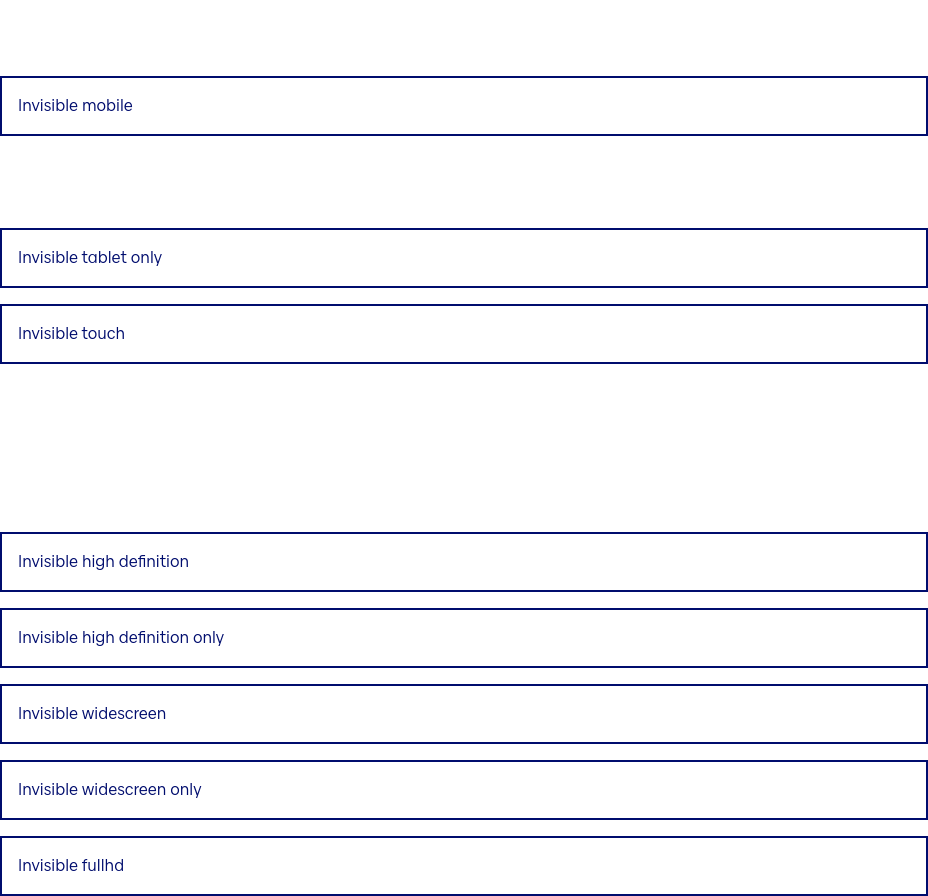 Invisible mobile
Invisible tablet only
Invisible touch
Invisible high definition
Invisible high definition only
Invisible widescreen
Invisible widescreen only
Invisible fullhd